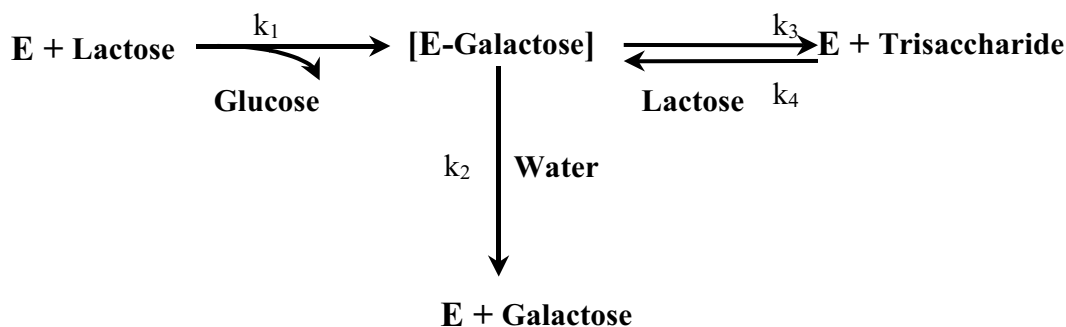 k₁ k₃
E + Lactose [E-Galactose] E + Trisaccharide
Glucose Lactose k₄
k₂ Water
E + Galactose